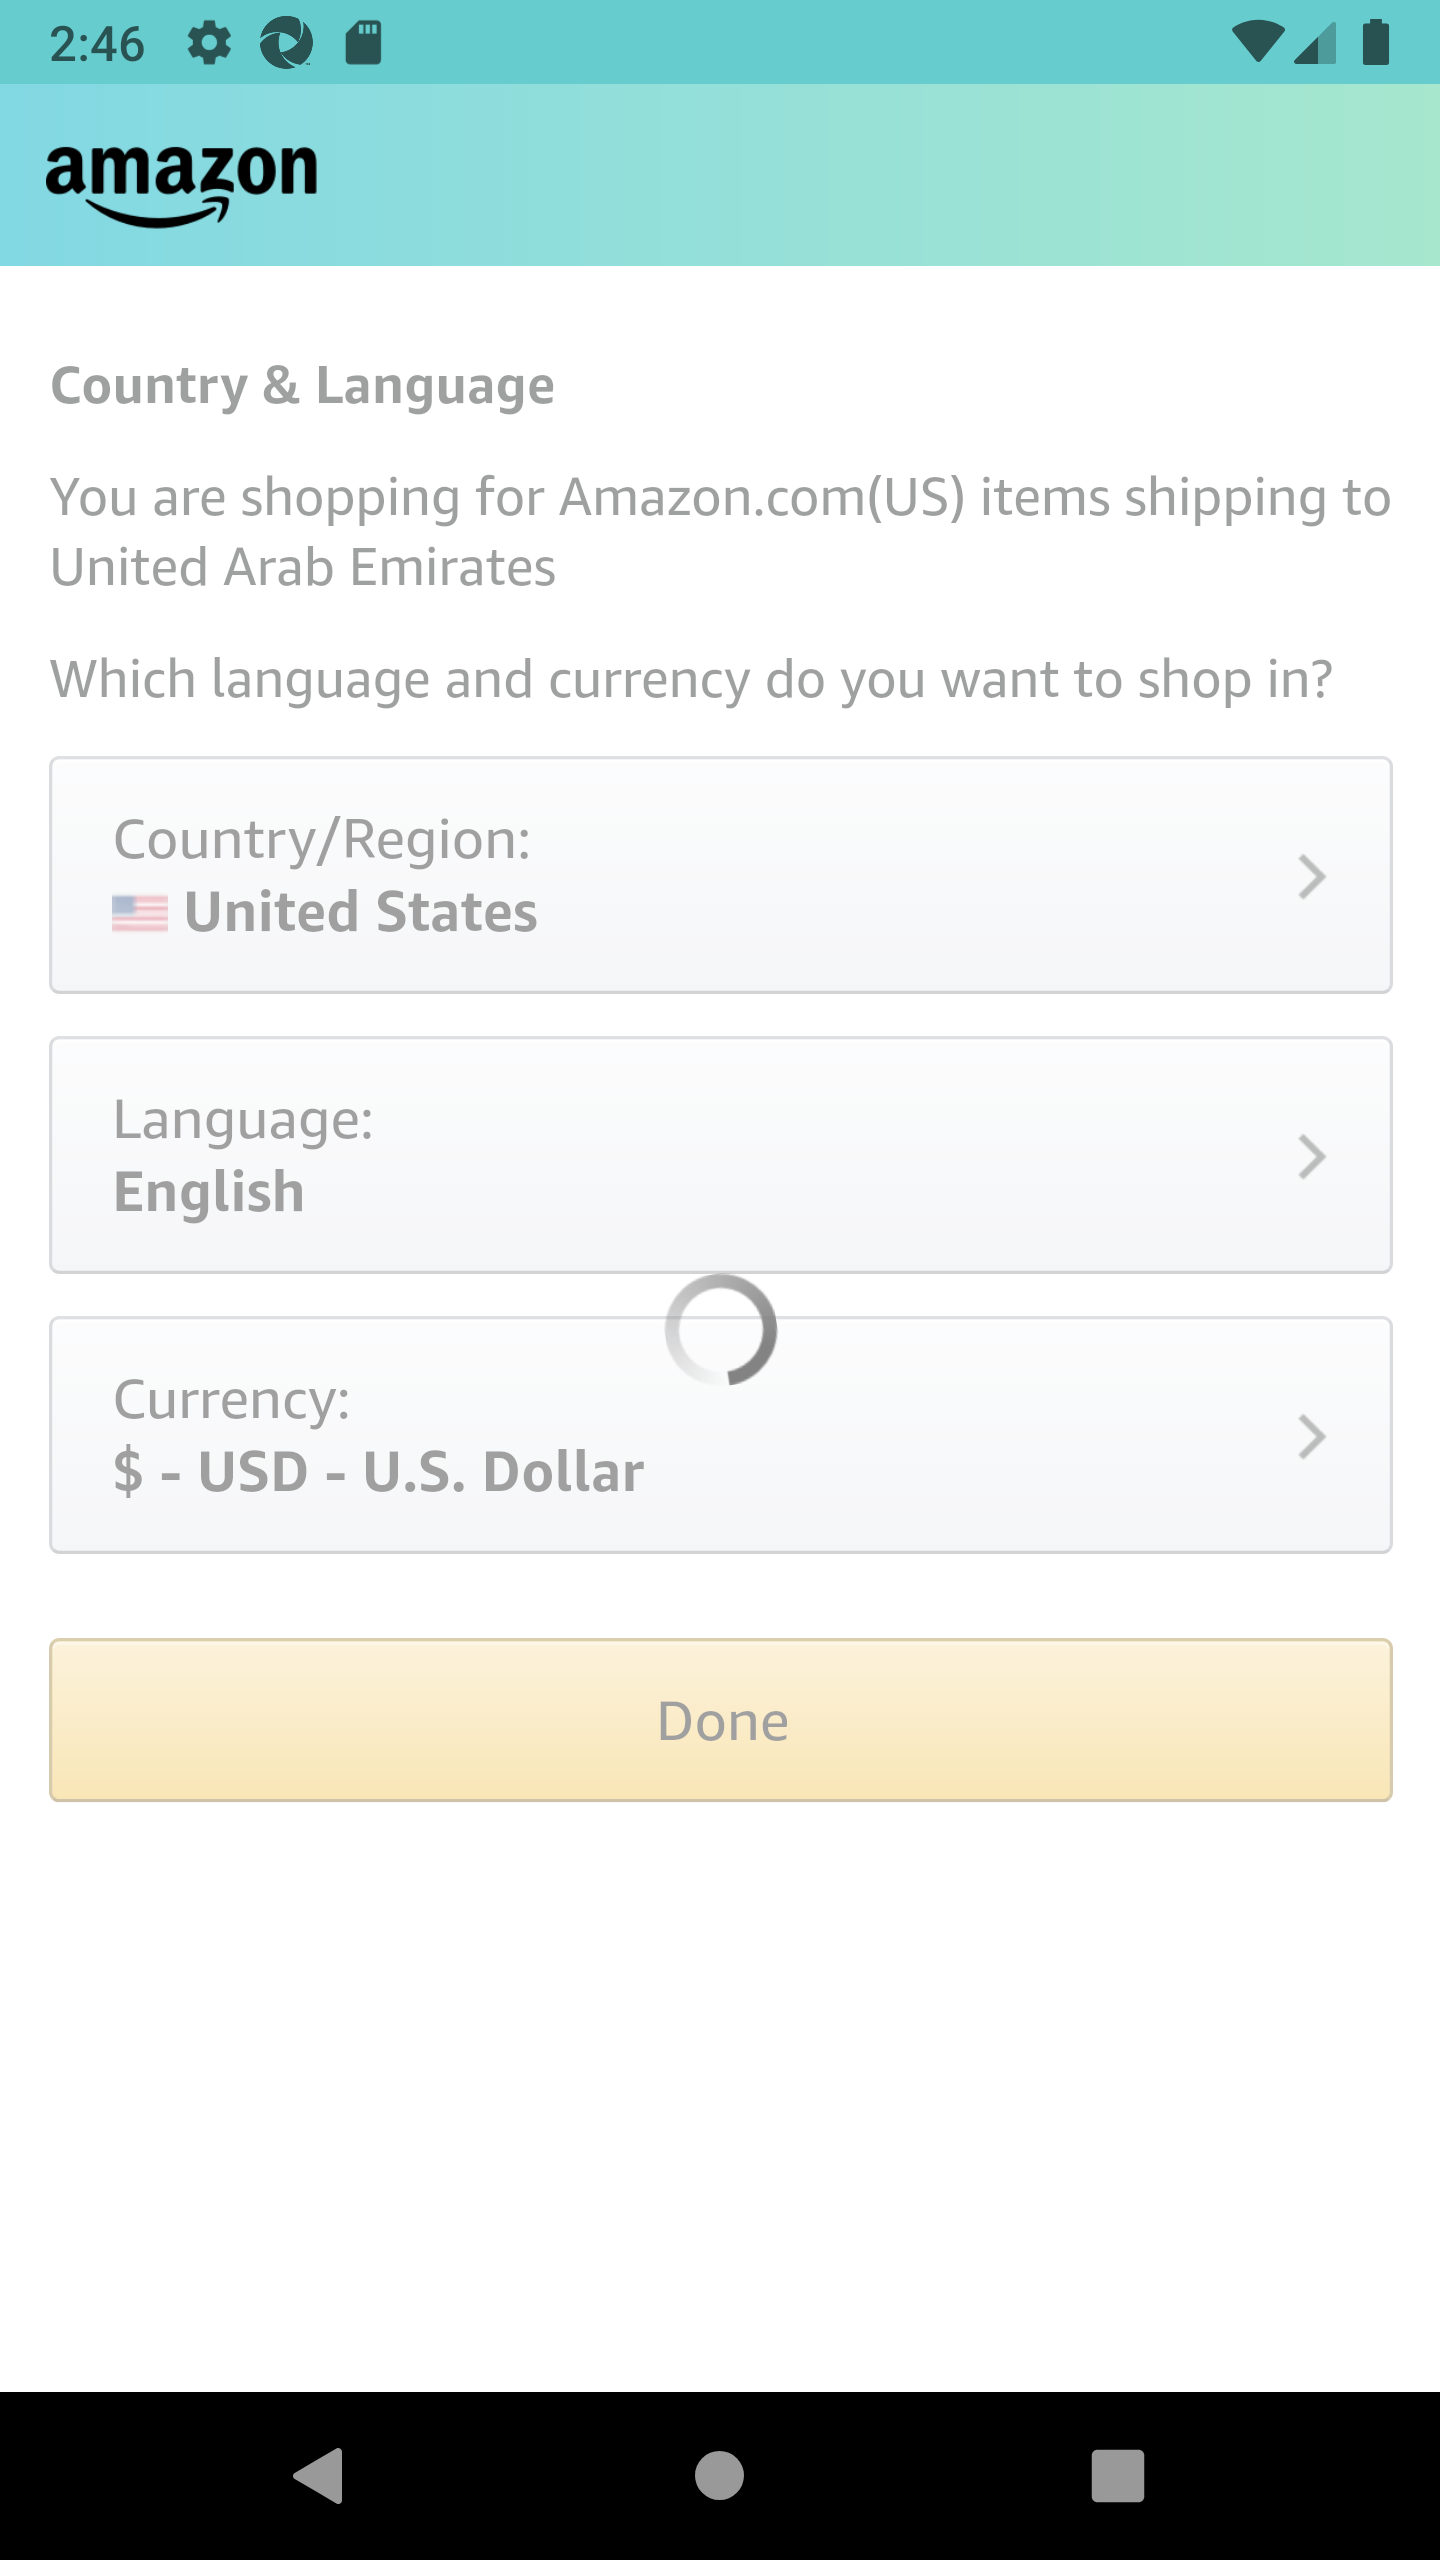 2:46
amazon
Country & Language
You are shopping for Amazon.com(US) items shipping to
United Arab Emirates
Which language and currency do you want to shop in?
Country/Region:
United States
Language:
English
Currency:
$ - USD - U.S. Dollar
Done